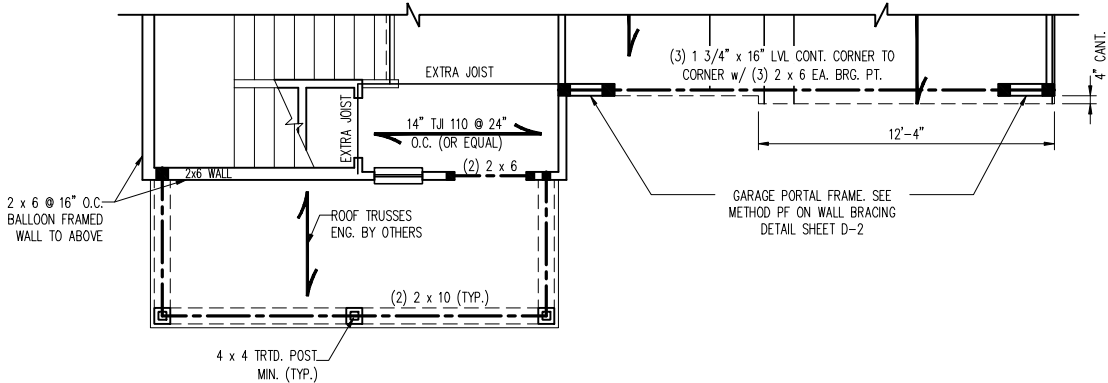 (3) 1 3/4" x 16" LVL CONT. CORNER TO
CORNER w/ (3) 2 x 6 EA. BRG. PT.
4" CANT.
EXTRA JOIST
EXTRA JOIST
14" TJI 110 @ 24"
O.C. (OR EQUAL)
12'-4"
(2) 2 x 6
2x6 WALL
2 x 6 @ 16" O.C.
BALLOON FRAMED
WALL TO ABOVE
GARAGE PORTAL FRAME. SEE
METHOD PF ON WALL BRACING
DETAIL SHEET D-2
ROOF TRUSSES
ENG. BY OTHERS
(2) 2 x 10 (TYP.)
4 x 4 TRTD. POST
MIN. (TYP.)